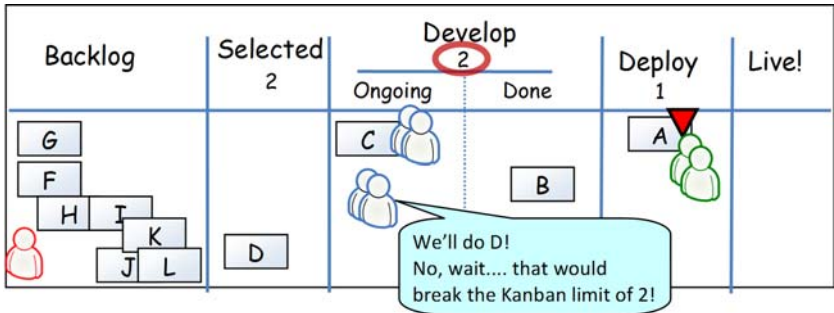 Backlog
Selected
2
Develop
2
Ongoing
Done
Deploy
1
Live!
G
F
H
I
K
J
L
D
C
B
A
We'll do D!
No, wait.... that would
break the Kanban limit of 2!